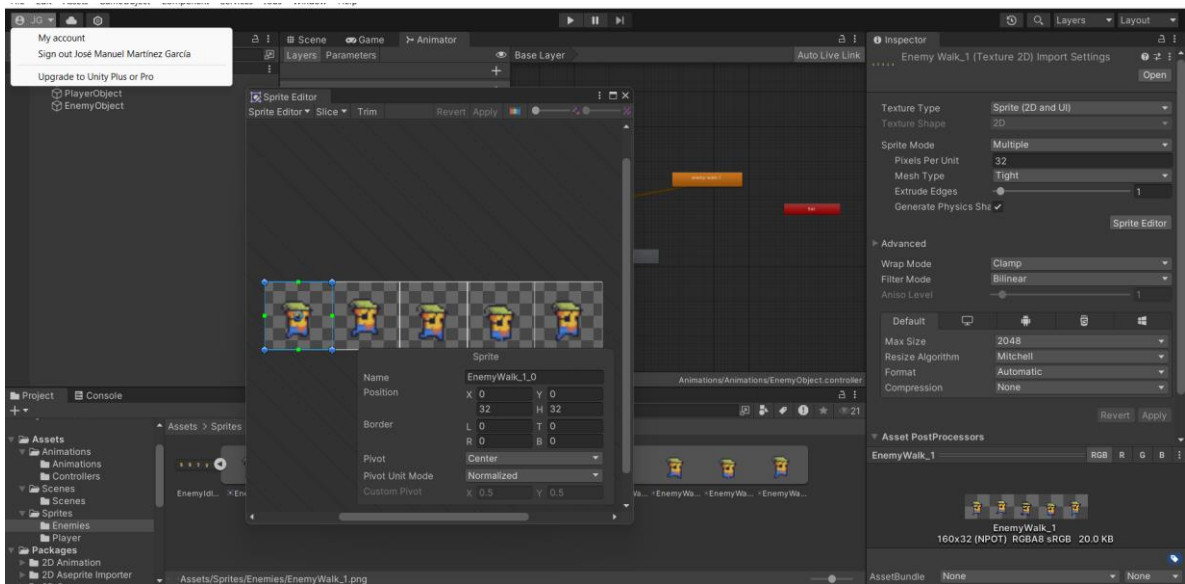 JG
Layers
Layout
My account
Sign out José Manuel Martínez García
Upgrade to Unity Plus or Pro
PlayerObject
EnemyObject
Scene
Game
Animator
Layers Parameters
Base Layer
Auto Live Link
Sprite Editor
Sprite Editor Slice Trim
Revert Apply
Sprite
Name EnemyWalk_1_0
Position X 0 Y 0
32 H 32
Border L 0 T 0
R 0 B 0
Pivot Center
Pivot Unit Mode Normalized
Custom Pivot X 0.5 Y 0.5
Animations/Animations/EnemyObject.controller
Inspector
Enemy Walk_1 (Texture 2D) Import Settings
Open
Texture Type Sprite (2D and UI)
Texture Shape 2D
Sprite Mode Multiple
Pixels Per Unit 32
Mesh Type Tight
Extrude Edges 1
Generate Physics Sha
Sprite Editor
Advanced
Wrap Mode Clamp
Filter Mode Bilinear
Aniso Level 1
Default
Max Size 2048
Resize Algorithm Mitchell
Format Automatic
Compression None
Revert Apply
Asset PostProcessors
EnemyWalk_1 RGB R G B
EnemyWalk_1
160x32 (NPOT) RGBA8 sRGB 20.0 KB
AssetBundle None None
Project
Console
21
Assets > Sprites
Assets
Animations
Animations
Controllers
Scenes
Scenes
Sprites
Enemies
Player
Packages
2D Animation
2D Aseprite Importer
EnemyIdl...
EnemyWa...
EnemyWa...
Assets/Sprites/Enemies/EnemyWalk_1.png